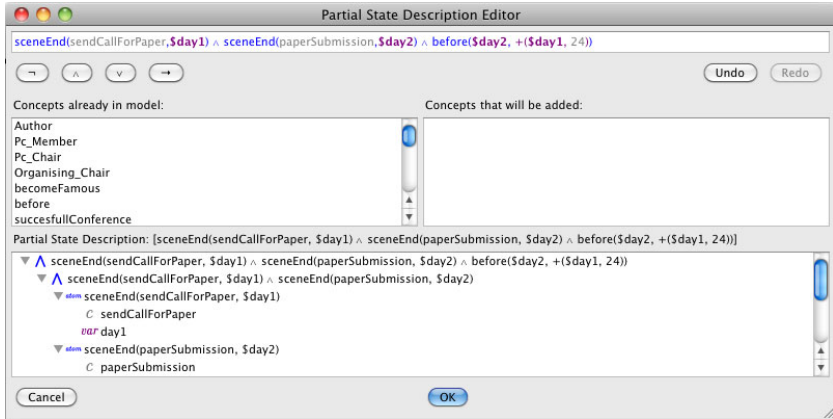 Partial State Description Editor
sceneEnd(sendCallForPaper,$day1) ∧ sceneEnd(paperSubmission,$day2) ∧ before($day2, +($day1, 24))
¬ ∧ ∨ → Undo Redo
Concepts already in model: Concepts that will be added:
Author
Pc_Member
Pc_Chair
Organising_Chair
becomeFamous
before
succesfullConference
Partial State Description: [sceneEnd(sendCallForPaper, $day1) ∧ sceneEnd(paperSubmission, $day2) ∧ before($day2, +($day1, 24))]
∧ sceneEnd(sendCallForPaper, $day1) ∧ sceneEnd(paperSubmission, $day2) ∧ before($day2, +($day1, 24))
∧ sceneEnd(sendCallForPaper, $day1) ∧ sceneEnd(paperSubmission, $day2)
atom sceneEnd(sendCallForPaper, $day1)
C sendCallForPaper
var day1
atom sceneEnd(paperSubmission, $day2)
C paperSubmission
Cancel OK